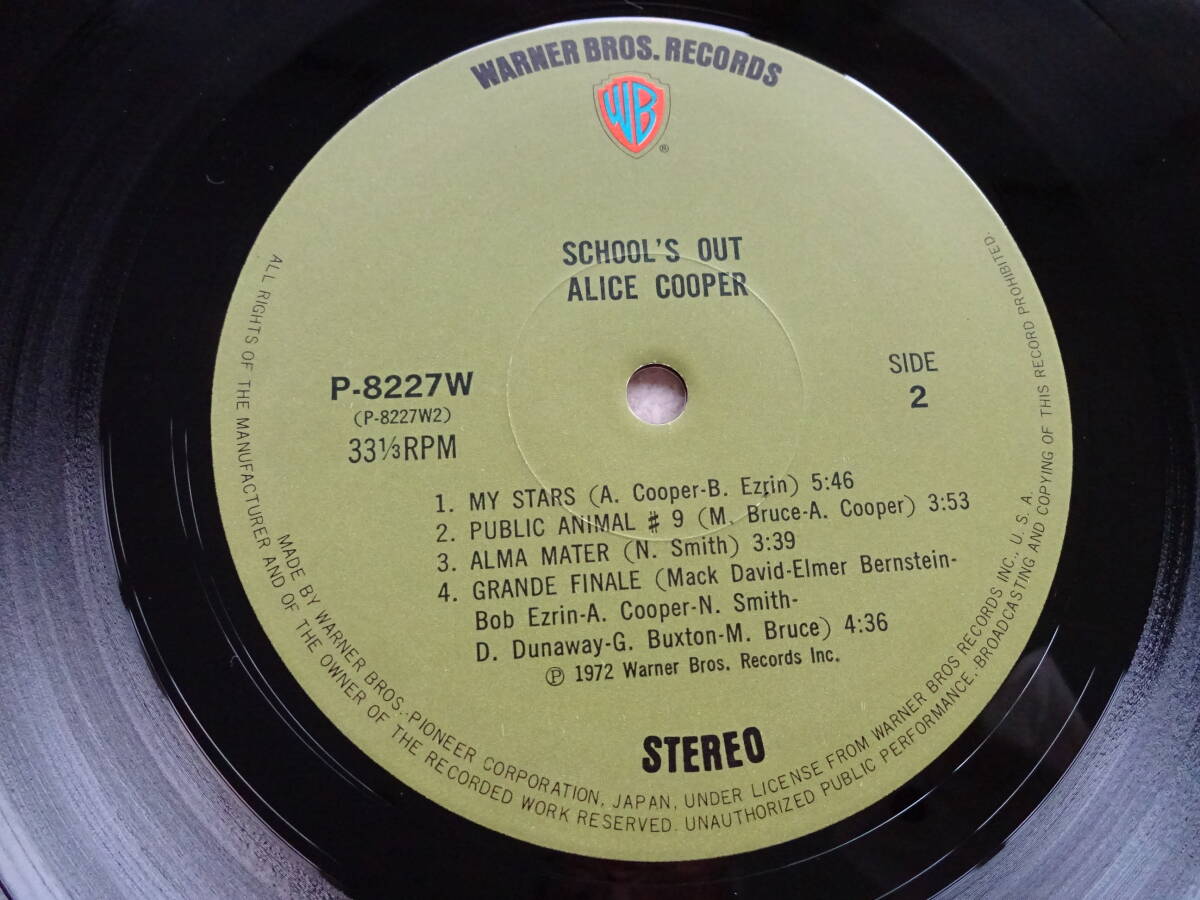 WARNER BROS. RECORDS
WB
®
SCHOOL'S OUT
ALICE COOPER
P-8227W
(P-8227W2)
33⅓RPM
SIDE
2
1. MY STARS (A. Cooper-B. Ezrin) 5:46
2. PUBLIC ANIMAL # 9 (M. Bruce-A. Cooper) 3:53
3. ALMA MATER (N. Smith) 3:39
4. GRANDE FINALE (Mack David-Elmer Bernstein-
Bob Ezrin-A. Cooper-N. Smith-
D. Dunaway-G. Buxton-M. Bruce) 4:36
℗ 1972 Warner Bros. Records Inc.
STEREO
MADE BY WARNER BROS.-PIONEER CORPORATION, JAPAN, UNDER LICENSE FROM WARNER BROS RECORDS INC., U. S. A.
ALL RIGHTS OF THE MANUFACTURER AND OF THE OWNER OF THE RECORDED WORK RESERVED. UNAUTHORIZED PUBLIC PERFORMANCE, BROADCASTING AND COPYING OF THIS RECORD PROHIBITED.